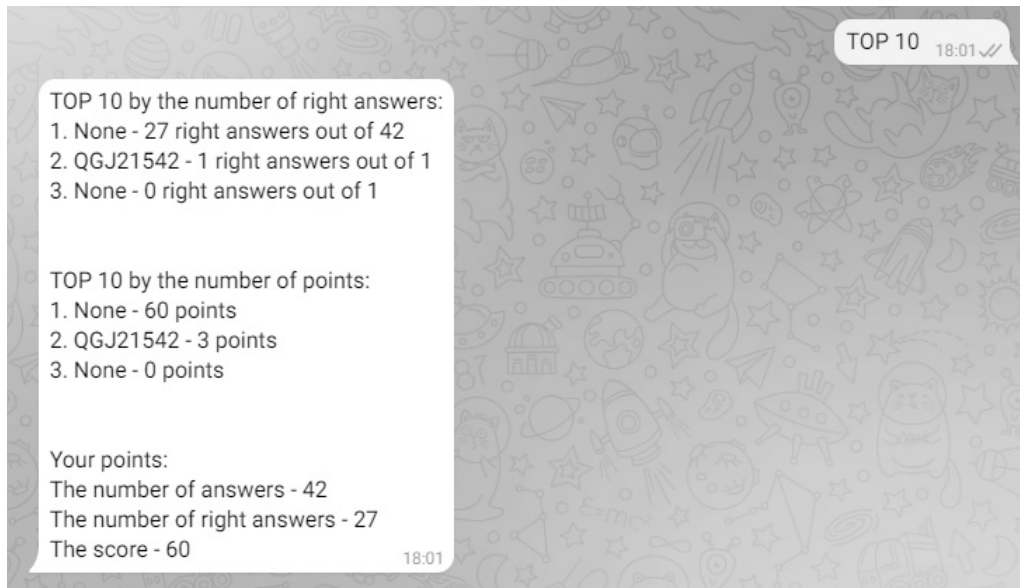 TOP 10 18:01
TOP 10 by the number of right answers:
1. None - 27 right answers out of 42
2. QGJ21542 - 1 right answers out of 1
3. None - 0 right answers out of 1
TOP 10 by the number of points:
1. None - 60 points
2. QGJ21542 - 3 points
3. None - 0 points
Your points:
The number of answers - 42
The number of right answers - 27
The score - 60
18:01
E=mc²